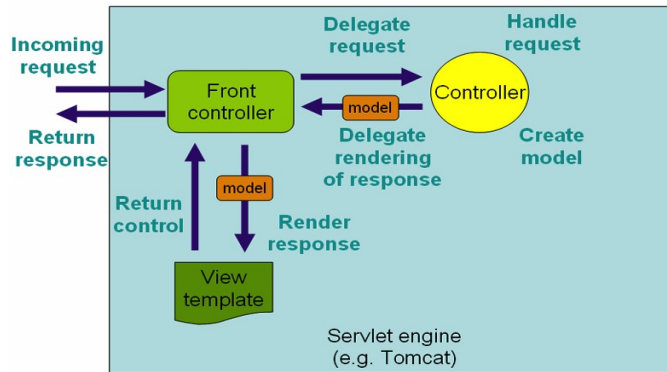 Incoming
request
Return
response
Front
controller
Delegate
request
model
Delegate
rendering
of response
Handle
request
Controller
Create
model
Return
control
model
Render
response
View
template
Servlet engine
(e.g. Tomcat)